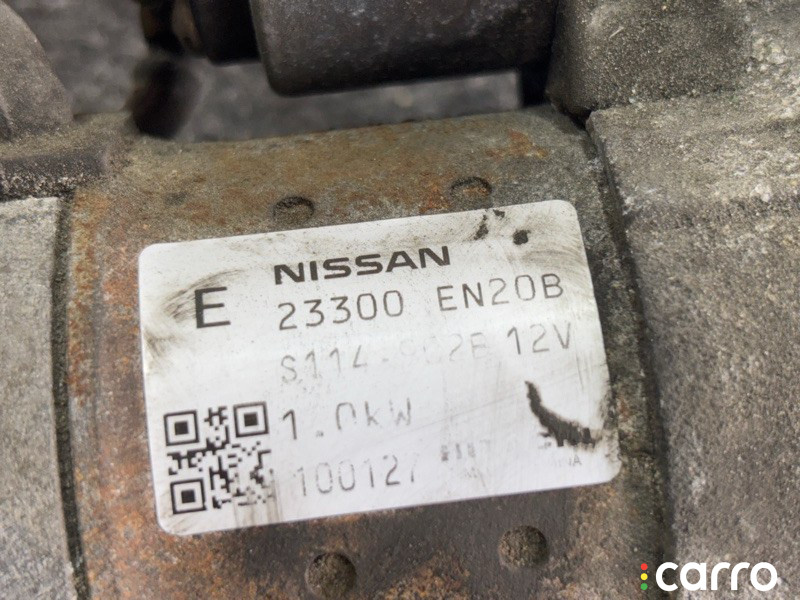 NISSAN
E 23300 EN20B
12V
1.0kW
100127
carro